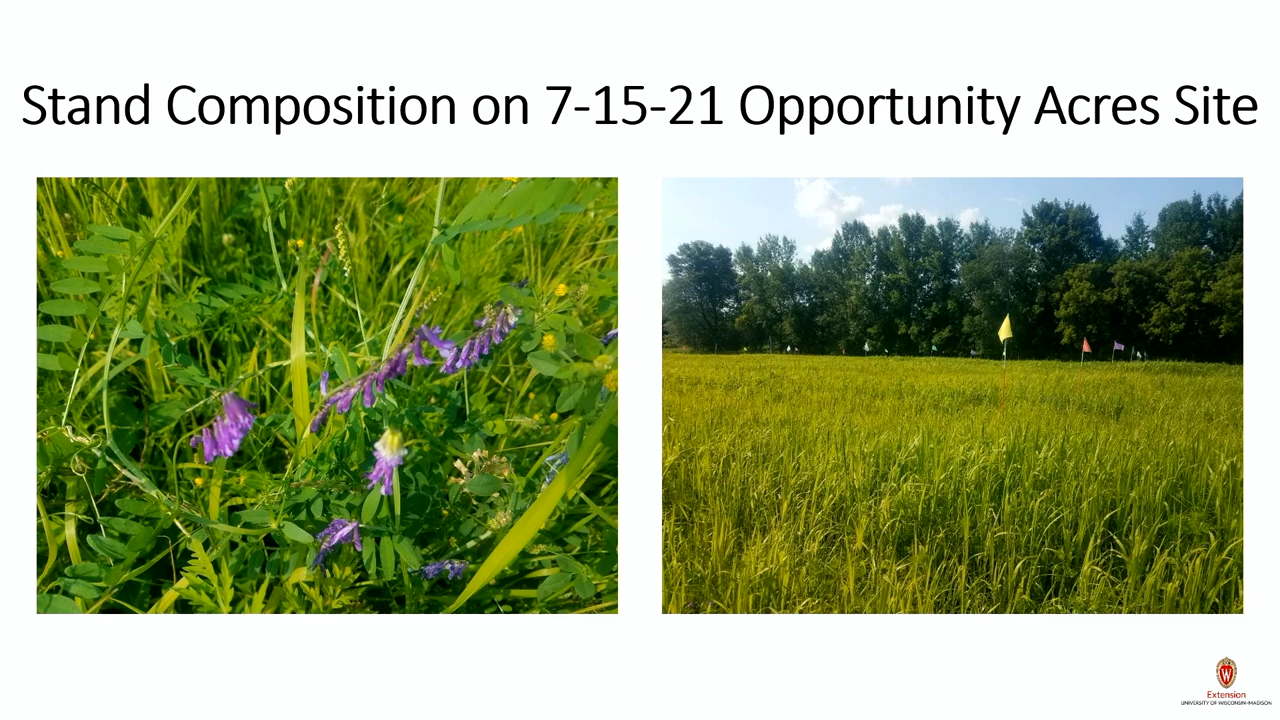 Stand Composition on 7-15-21 Opportunity Acres Site
W
Extension
UNIVERSITY OF WISCONSIN-MADISON